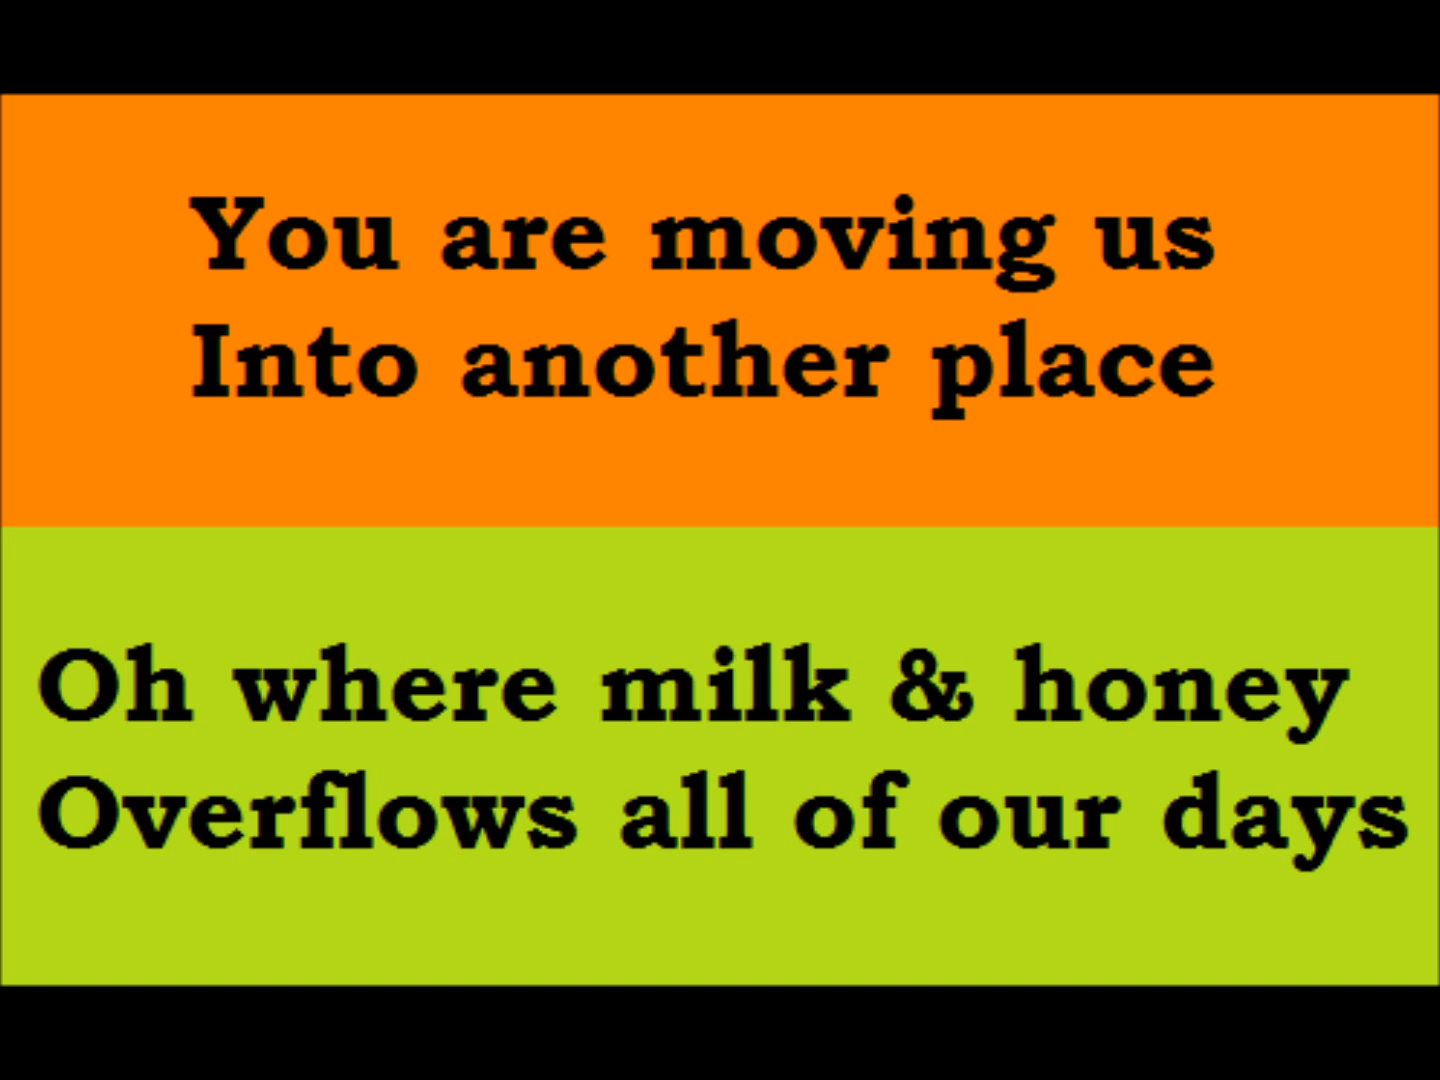 You are moving us
Into another place
Oh where milk & honey
Overflows all of our days